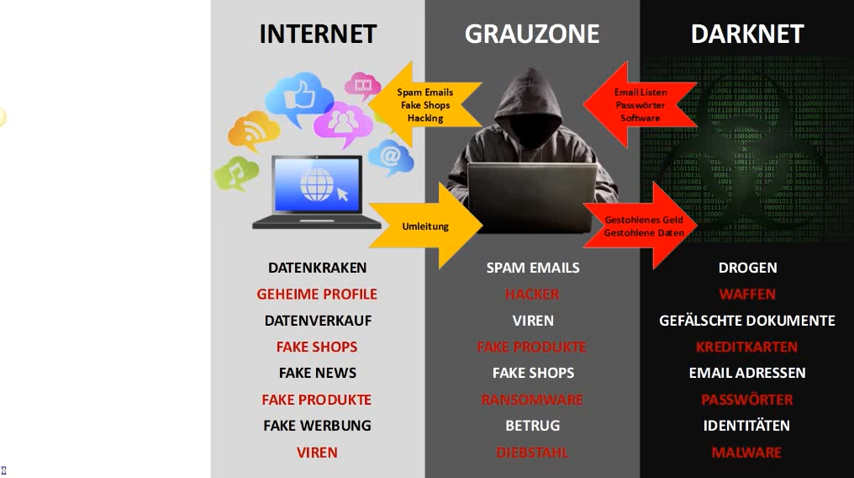 INTERNET
GRAUZONE
DARKNET
Spam Emails
Fake Shops
Hacking
Email Listen
Passwörter
Software
@
Umleitung
Gestohlenes Geld
Gestohlene Daten
DATENKRAKEN
GEHEIME PROFILE
DATENVERKAUF
FAKE SHOPS
FAKE NEWS
FAKE PRODUKTE
FAKE WERBUNG
VIREN
SPAM EMAILS
HACKER
VIREN
FAKE PRODUKTE
FAKE SHOPS
RANSOMWARE
BETRUG
DIEBSTAHL
DROGEN
WAFFEN
GEFÄLSCHTE DOKUMENTE
KREDITKARTEN
EMAIL ADRESSEN
PASSWÖRTER
IDENTITÄTEN
MALWARE